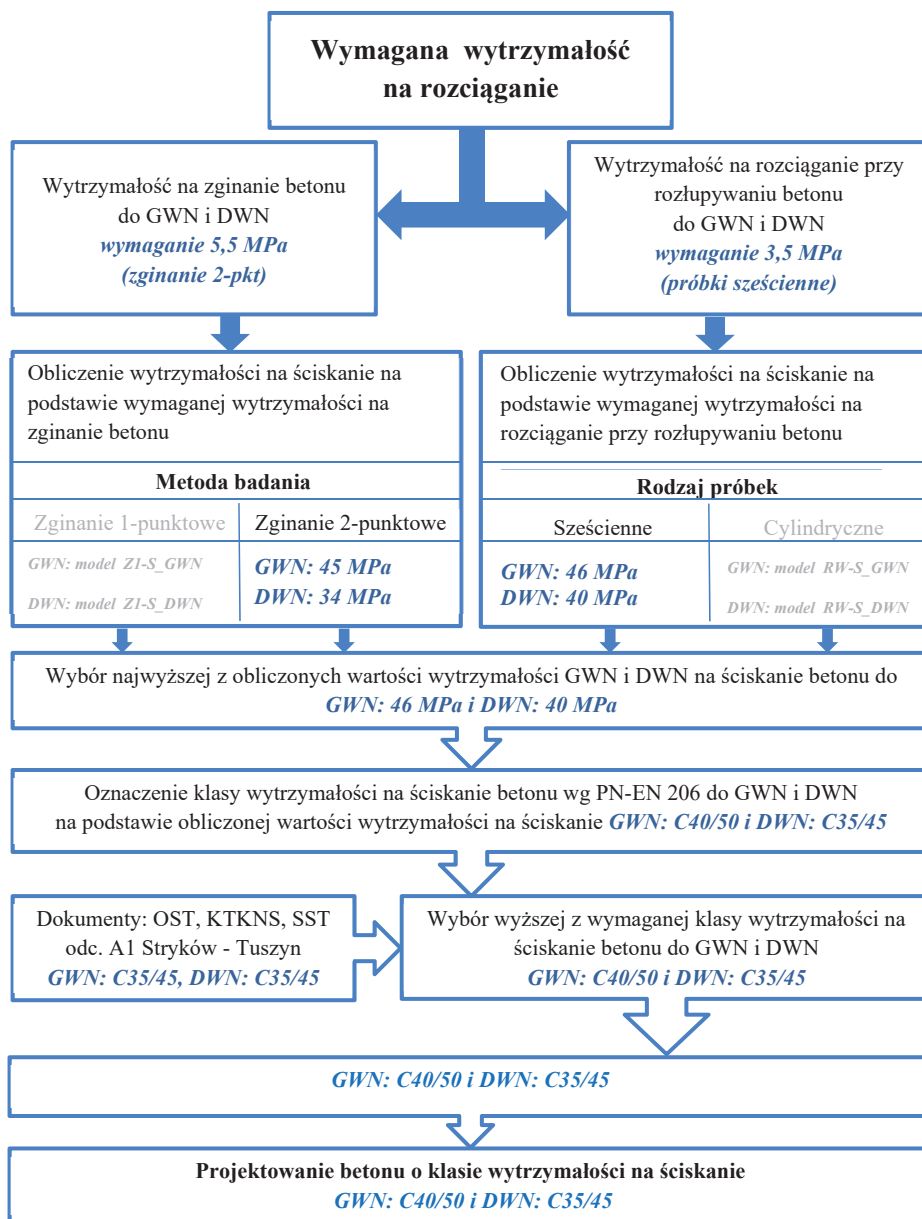 Wymagana wytrzymałość
na rozciąganie
Wytrzymałość na zginanie betonu
do GWN i DWN
wymaganie 5,5 MPa
(zginanie 2-pkt)
Wytrzymałość na rozciąganie przy
rozłupywaniu betonu
do GWN i DWN
wymaganie 3,5 MPa
(próbki sześcienne)
Obliczenie wytrzymałości na ściskanie na
podstawie wymaganej wytrzymałości na
zginanie betonu
Metoda badania
Zginanie 1-punktowe
Zginanie 2-punktowe
GWN: model Z1-S_GWN
DWN: model Z1-S_DWN
GWN: 45 MPa
DWN: 34 MPa
Obliczenie wytrzymałości na ściskanie na
podstawie wymaganej wytrzymałości na
rozciąganie przy rozłupywaniu betonu
Rodzaj próbek
Sześcienne
Cylindryczne
GWN: 46 MPa
DWN: 40 MPa
GWN: model RW-S_GWN
DWN: model RW-S_DWN
Wybór najwyższej z obliczonych wartości wytrzymałości GWN i DWN na ściskanie betonu do
GWN: 46 MPa i DWN: 40 MPa
Oznaczenie klasy wytrzymałości na ściskanie betonu wg PN-EN 206 do GWN i DWN
na podstawie obliczonej wartości wytrzymałości na ściskanie GWN: C40/50 i DWN: C35/45
Dokumenty: OST, KTKNS, SST
odc. A1 Stryków - Tuszyn
GWN: C35/45, DWN: C35/45
Wybór wyższej z wymaganej klasy wytrzymałości na
ściskanie betonu do GWN i DWN
GWN: C40/50 i DWN: C35/45
GWN: C40/50 i DWN: C35/45
Projektowanie betonu o klasie wytrzymałości na ściskanie
GWN: C40/50 i DWN: C35/45